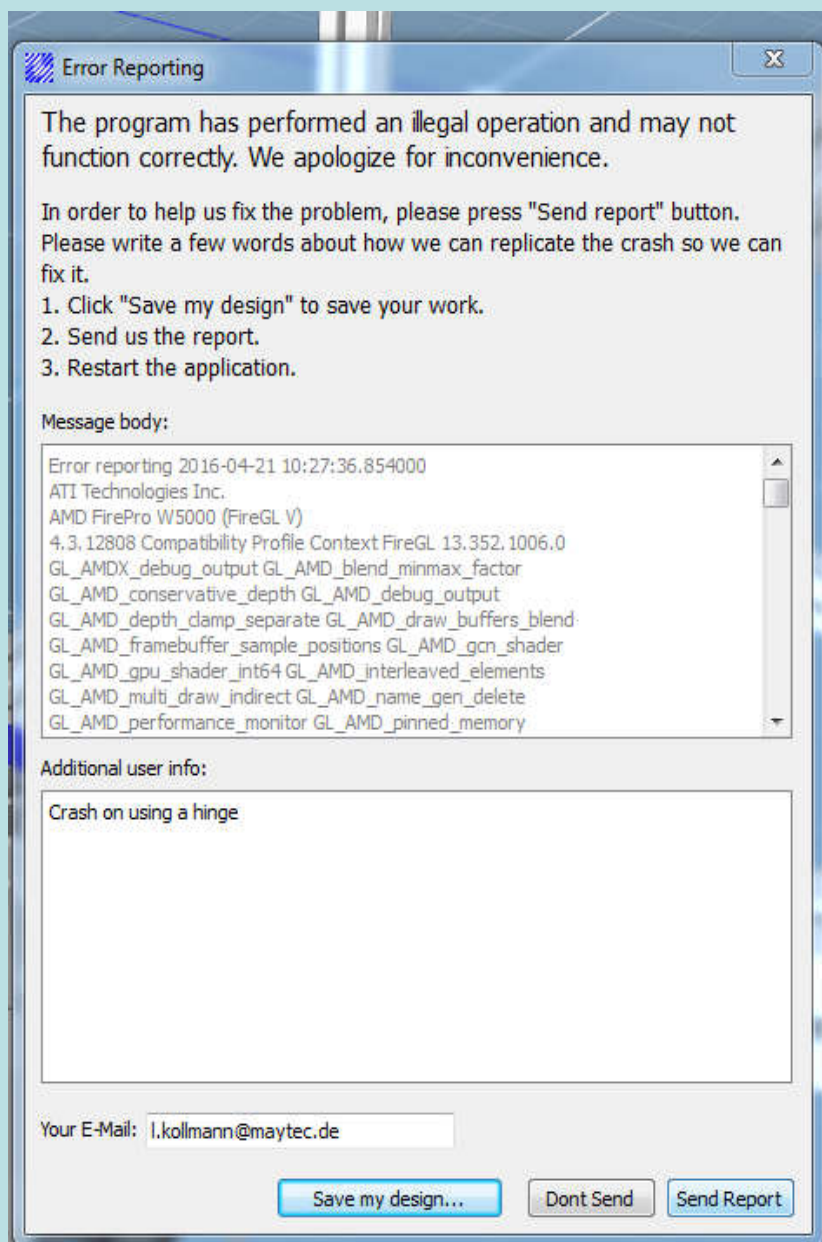 Error Reporting
The program has performed an illegal operation and may not
function correctly. We apologize for inconvenience.
In order to help us fix the problem, please press "Send report" button.
Please write a few words about how we can replicate the crash so we can
fix it.
1. Click "Save my design" to save your work.
2. Send us the report.
3. Restart the application.
Message body:
Error reporting 2016-04-21 10:27:36.854000
ATI Technologies Inc.
AMD FirePro W5000 (FireGL V)
4.3.12808 Compatibility Profile Context FireGL 13.352.1006.0
GL_AMDX_debug_output GL_AMD_blend_minmax_factor
GL_AMD_conservative_depth GL_AMD_debug_output
GL_AMD_depth_clamp_separate GL_AMD_draw_buffers_blend
GL_AMD_framebuffer_sample_positions GL_AMD_gcn_shader
GL_AMD_gpu_shader_int64 GL_AMD_interleaved_elements
GL_AMD_multi_draw_indirect GL_AMD_name_gen_delete
GL_AMD_performance_monitor GL_AMD_pinned_memory
Additional user info:
Crash on using a hinge
Your E-Mail: l.kollmann@maytec.de
Save my design... Dont Send Send Report